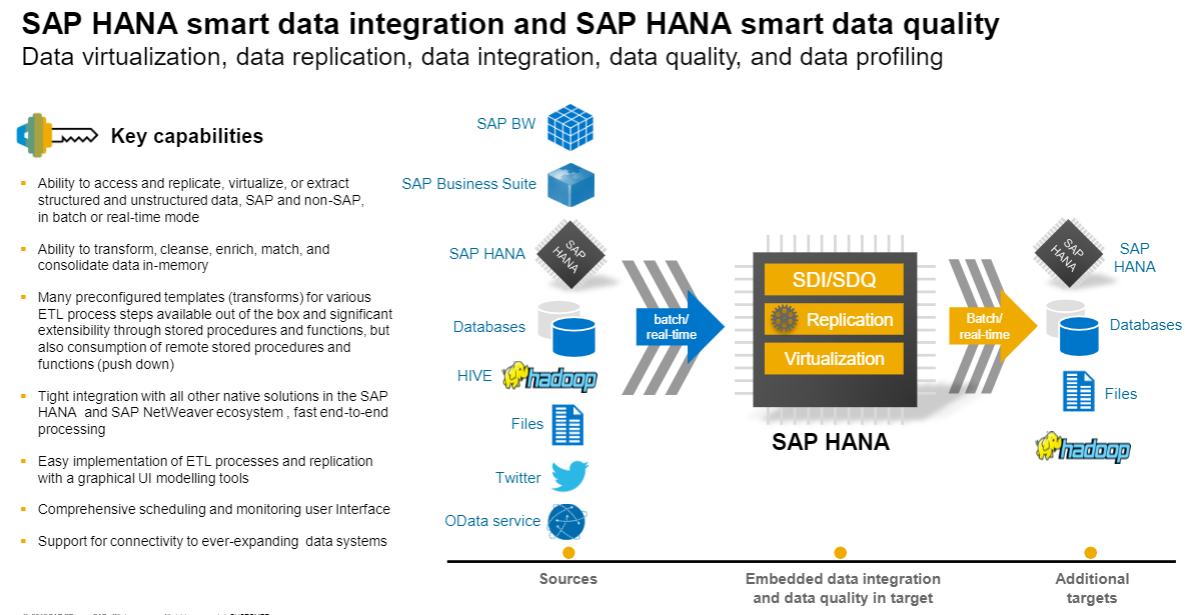 SAP HANA smart data integration and SAP HANA smart data quality
Data virtualization, data replication, data integration, data quality, and data profiling
Key capabilities
Ability to access and replicate, virtualize, or extract
structured and unstructured data, SAP and non-SAP,
in batch or real-time mode
Ability to transform, cleanse, enrich, match, and
consolidate data in-memory
Many preconfigured templates (transforms) for various
ETL process steps available out of the box and significant
extensibility through stored procedures and functions, but
also consumption of remote stored procedures and
functions (push down)
Tight integration with all other native solutions in the SAP
HANA and SAP NetWeaver ecosystem , fast end-to-end
processing
Easy implementation of ETL processes and replication
with a graphical UI modelling tools
Comprehensive scheduling and monitoring user Interface
Support for connectivity to ever-expanding data systems
SAP BW
SAP Business Suite
SAP HANA
SAP
HANA
Databases
HIVE
hadoop
Files
Twitter
OData service
batch/
real-time
SDI/SDQ
Replication
Virtualization
SAP HANA
Batch/
real-time
SAP
HANA
SAP
HANA
Databases
Files
hadoop
Sources
Embedded data integration
and data quality in target
Additional
targets